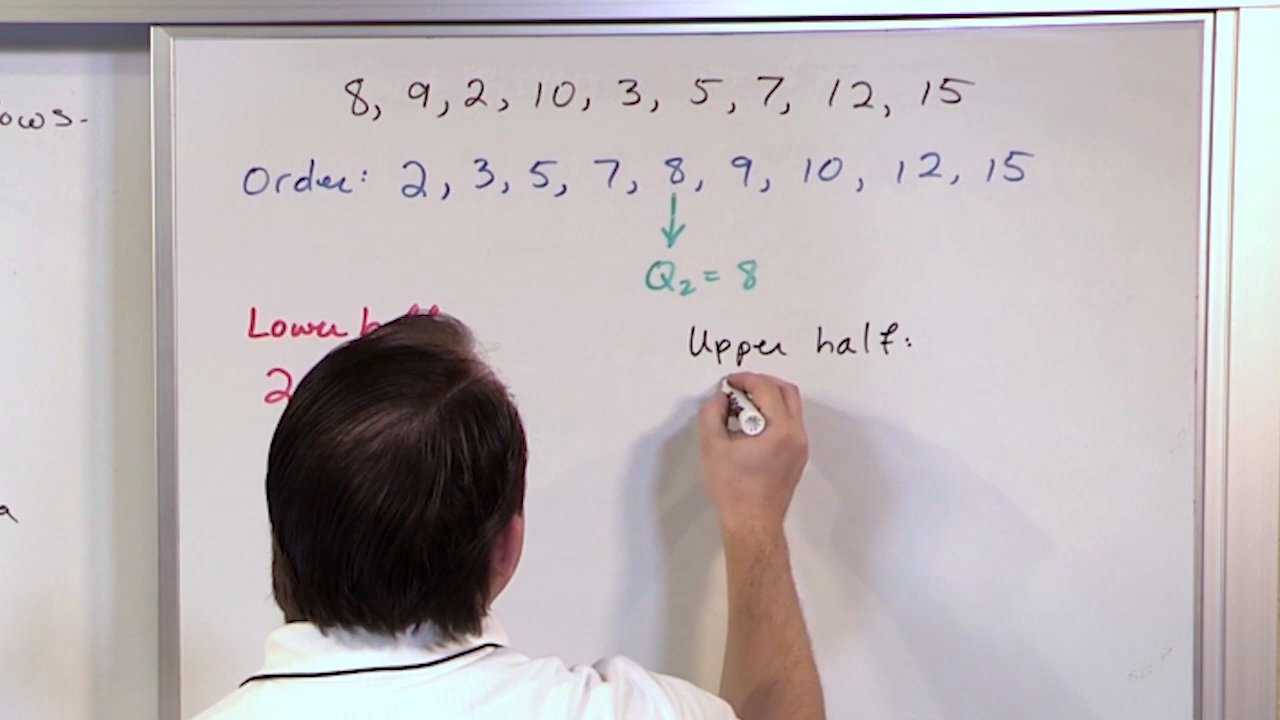 8, 9, 2, 10, 3, 5, 7, 12, 15
Order: 2, 3, 5, 7, 8, 9, 10, 12, 15
Q₂ = 8
Lower
Upper half:
2